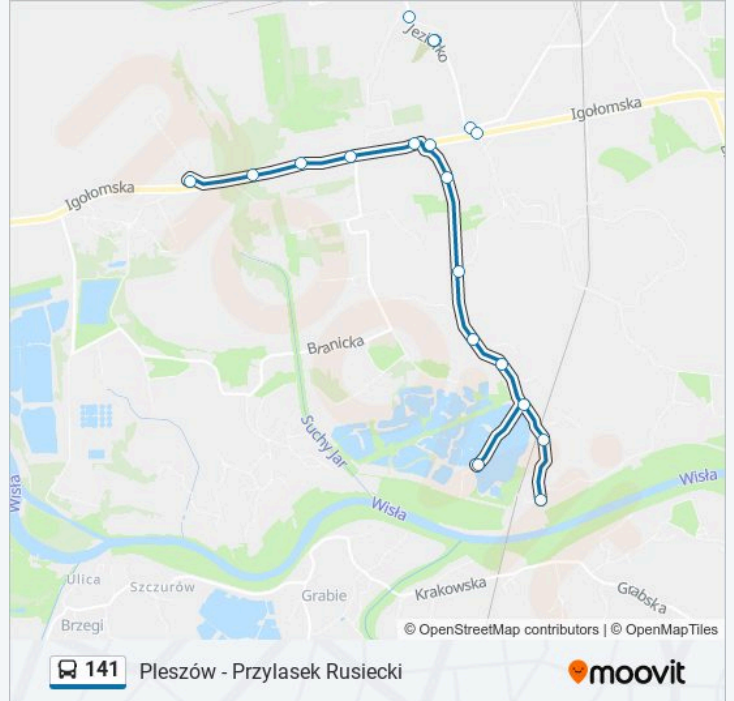 Jeziorko
Igołomska
Igołomska
Branicka
Suchy Jar
Wisła
Wisła
Wisła
Ulica
Szczurów
Grabie
Krakowska
Grabska
Brzegi
© OpenStreetMap contributors | © OpenMapTiles
141 Pleszów - Przylasek Rusiecki
moovit